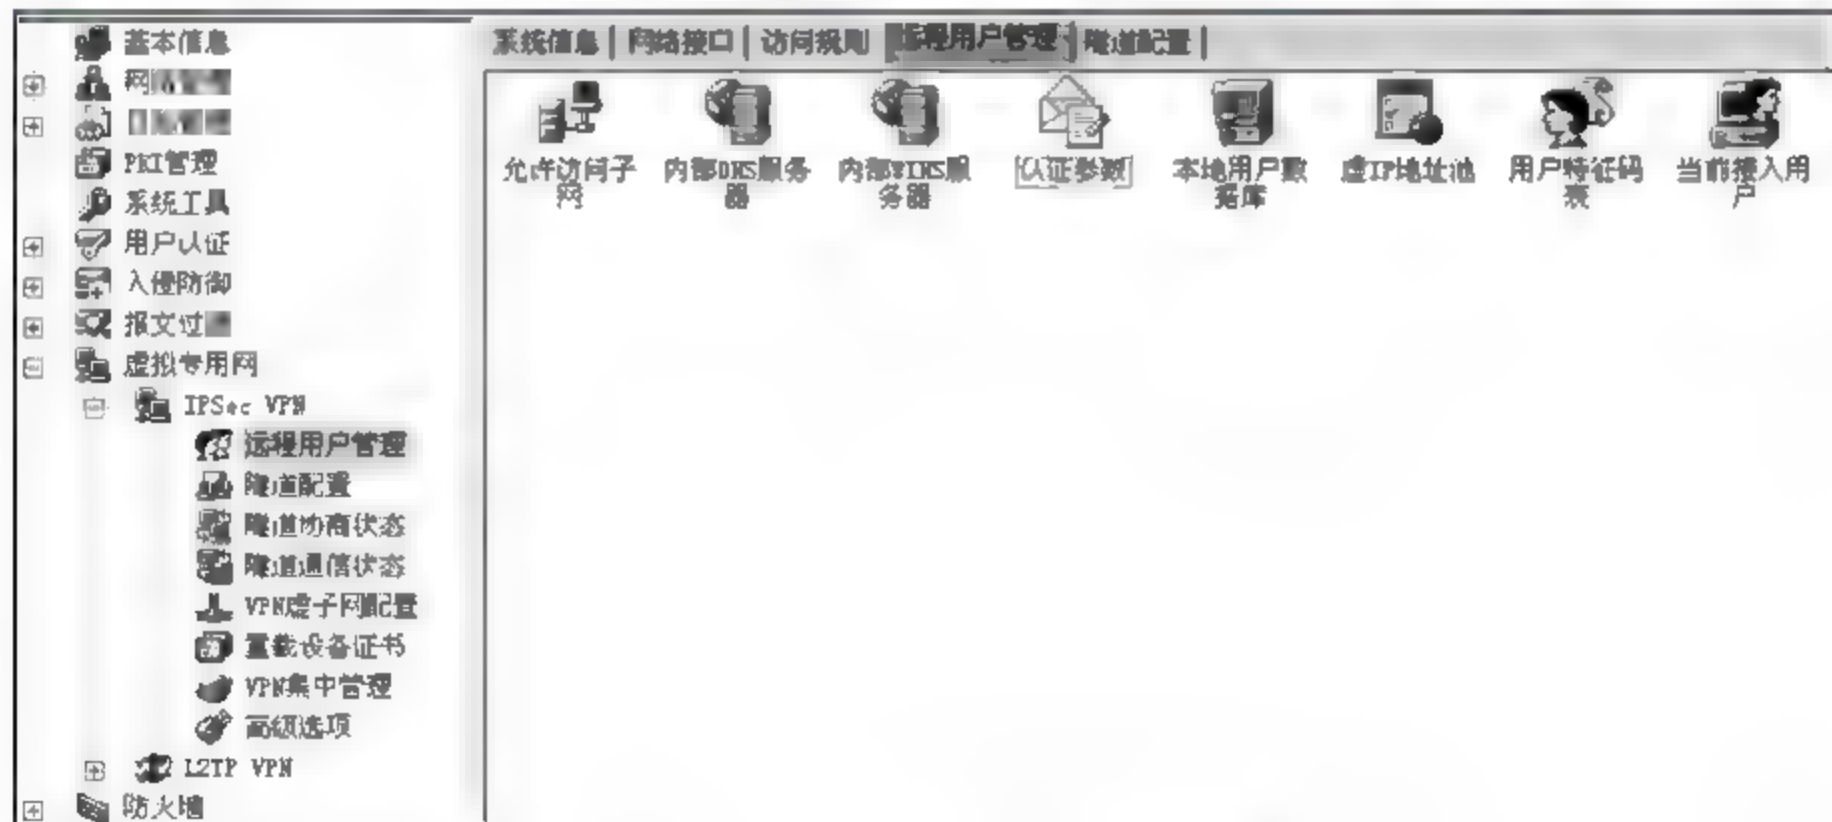 基本信息
网
PKI管理
系统工具
用户认证
入侵防御
报文过
虚拟专用网
IPSec VPN
远程用户管理
隧道配置
隧道协商状态
隧道通信状态
VPN虚子网配置
重载设备证书
VPN集中管理
高级选项
L2TP VPN
防火墙
系统信息 | 网络接口 | 访问规则 | 远程用户管理 | 隧道配置 |
允许访问子
网
内部DNS服务
器
内部WINS服
务器
认证参数
本地用户数
据库
虚IP地址池
用户特征码
表
当前接入用
户